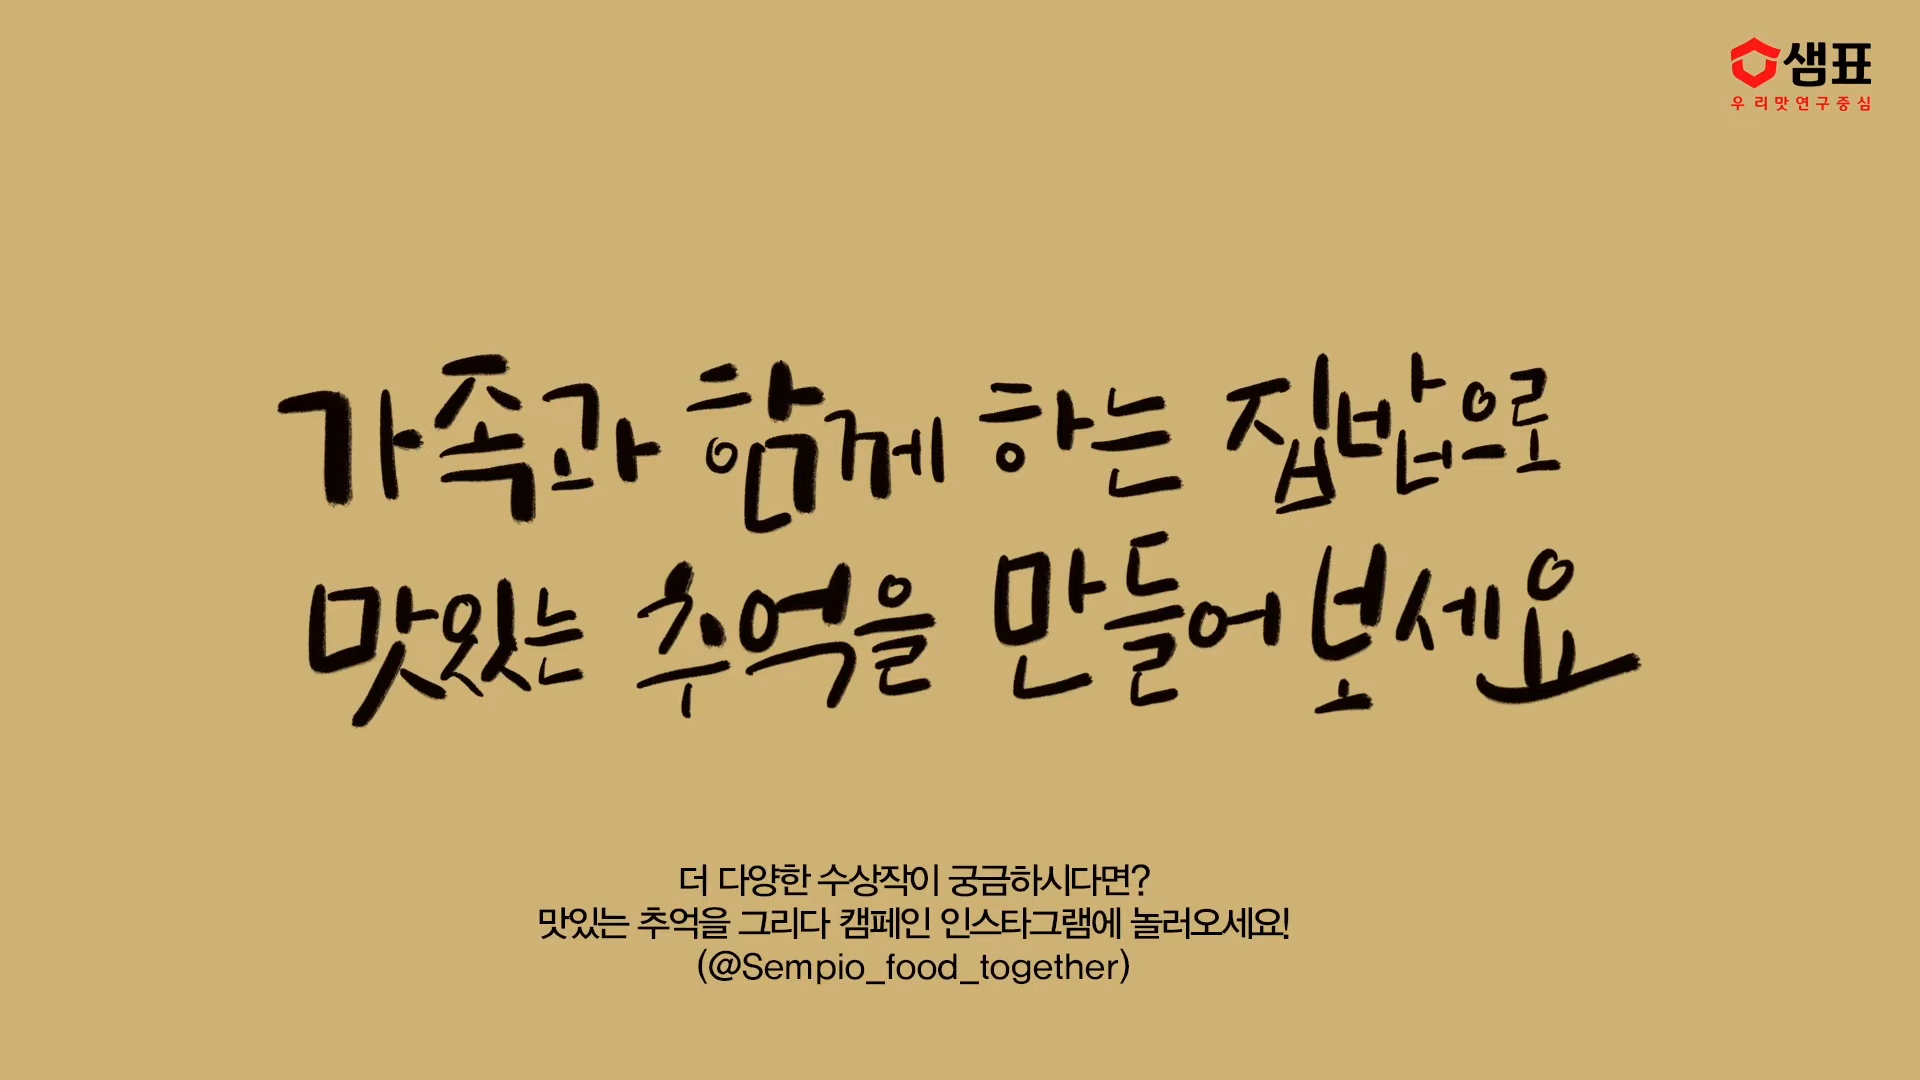 샘표
우리맛연구중심
가족과 함께 하는 집밥으로
맛있는 추억을 만들어 보세요
더 다양한 수상작이 궁금하시다면?
맛있는 추억을 그리다 캠페인 인스타그램에 놀러오세요!
(@Sempio_food_together)